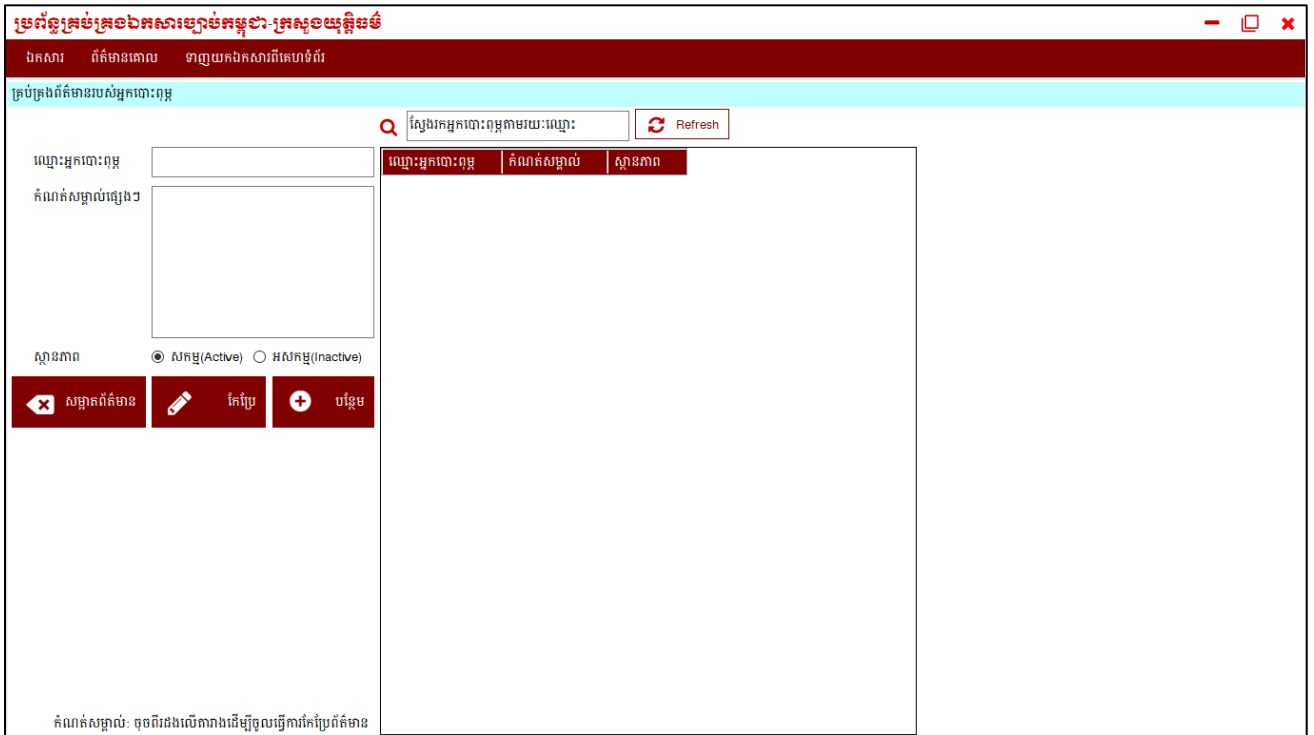 ប្រព័ន្ធគ្រប់គ្រងឯកសារច្បាប់កម្ពុជា-ក្រសួងយុត្តិធម៌
ឯកសារ ព័ត៌មានគោល ទាញយកឯកសារពីគេហទំព័រ
គ្រប់គ្រងព័ត៌មានរបស់អ្នកបោះពុម្ព
ស្វែងរកអ្នកបោះពុម្ពតាមរយៈឈ្មោះ Refresh
ឈ្មោះអ្នកបោះពុម្ព ឈ្មោះអ្នកបោះពុម្ព កំណត់សម្គាល់ ស្ថានភាព
កំណត់សម្គាល់ផ្សេងៗ
ស្ថានភាព សកម្ម(Active) អសកម្ម(Inactive)
សម្អាតព័ត៌មាន កែប្រែ បន្ថែម
កំណត់សម្គាល់: ចុចពីរដងលើតារាងដើម្បីចូលធ្វើការកែប្រែព័ត៌មាន